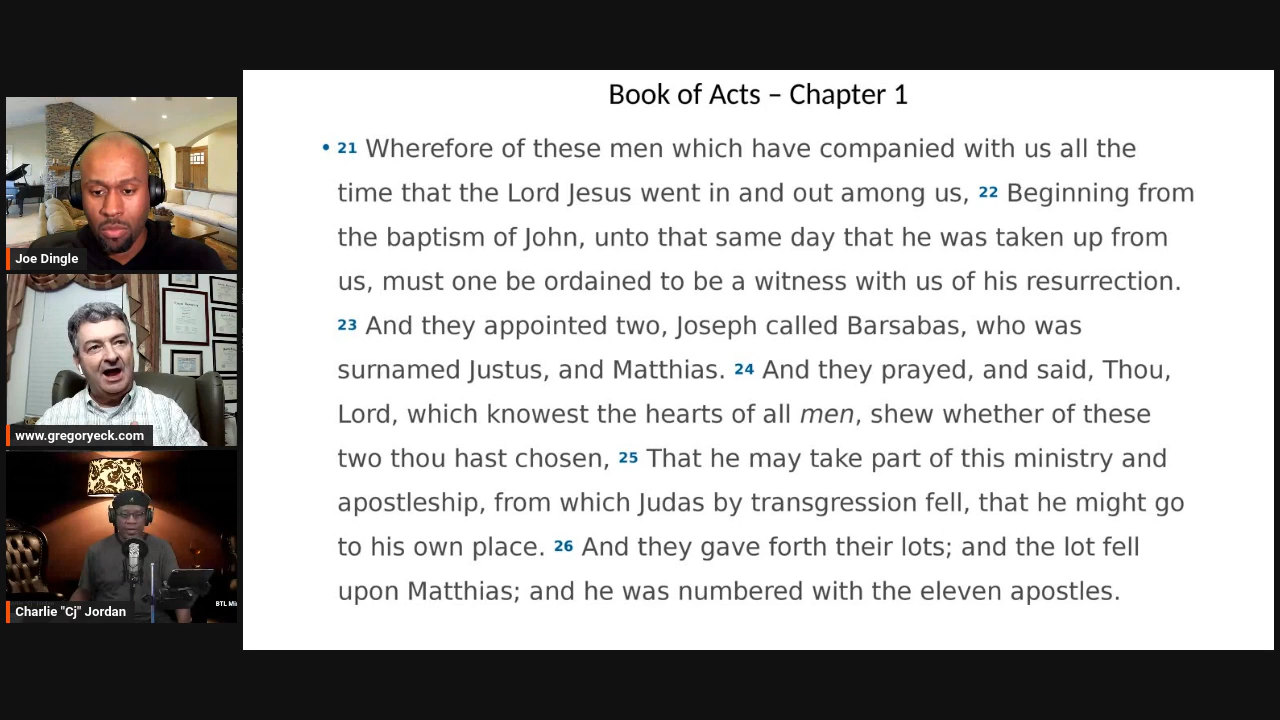 Book of Acts – Chapter 1
• 21 Wherefore of these men which have companied with us all the
time that the Lord Jesus went in and out among us, 22 Beginning from
the baptism of John, unto that same day that he was taken up from
us, must one be ordained to be a witness with us of his resurrection.
23 And they appointed two, Joseph called Barsabas, who was
surnamed Justus, and Matthias. 24 And they prayed, and said, Thou,
Lord, which knowest the hearts of all men, shew whether of these
two thou hast chosen, 25 That he may take part of this ministry and
apostleship, from which Judas by transgression fell, that he might go
to his own place. 26 And they gave forth their lots; and the lot fell
upon Matthias; and he was numbered with the eleven apostles.
Joe Dingle
www.gregoryeck.com
BTL
Charlie "Cj" Jordan